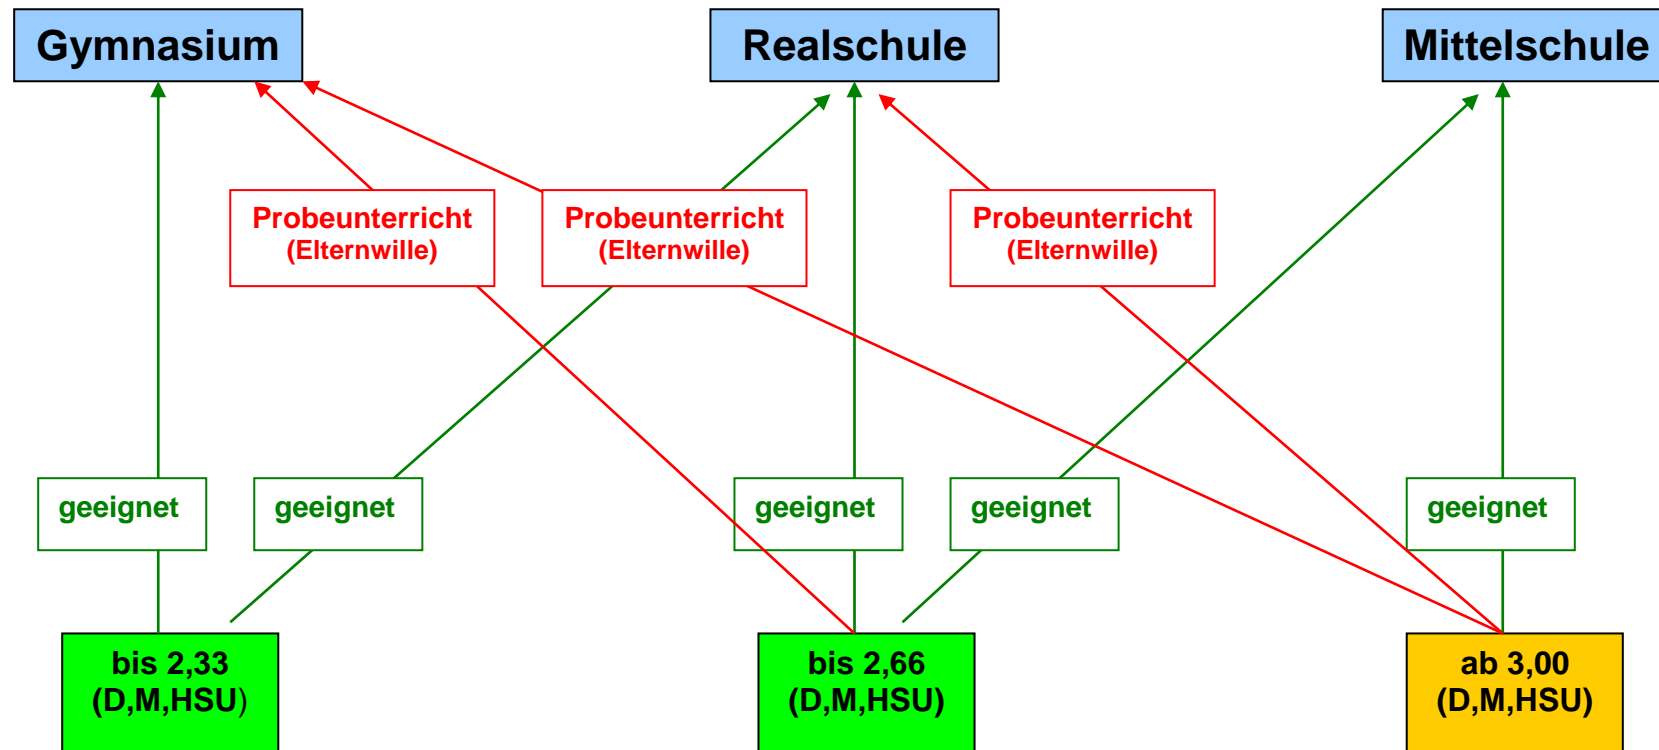 Gymnasium
Realschule
Mittelschule
Probeunterricht
(Elternwille)
Probeunterricht
(Elternwille)
Probeunterricht
(Elternwille)
geeignet
geeignet
geeignet
geeignet
geeignet
bis 2,33
(D,M,HSU)
bis 2,66
(D,M,HSU)
ab 3,00
(D,M,HSU)